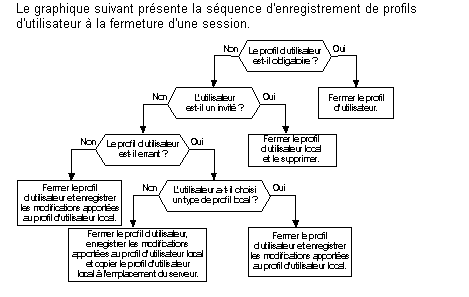 Le graphique suivant présente la séquence d'enregistrement de profils
d'utilisateur à la fermeture d'une session.
Non
Le profil d'utilisateur
est-il obligatoire ?
Oui
Non
L'utilisateur
est-il un invité ?
Oui
Fermer le profil
d'utilisateur.
Non
Le profil d'utilisateur
est-il errant ?
Oui
Fermer le profil
d'utilisateur local
et le supprimer.
Fermer le profil
d'utilisateur et enregistrer
les modifications apportées
au profil d'utilisateur local.
Non
L'utilisateur a-t-il choisi
un type de profil local ?
Oui
Fermer le profil d'utilisateur,
enregistrer les modifications
apportées au profil d'utilisateur local
et copier le profil d'utilisateur
local à l'emplacement du serveur.
Fermer le profil
d'utilisateur et enregistrer
les modifications apportées
au profil d'utilisateur local.